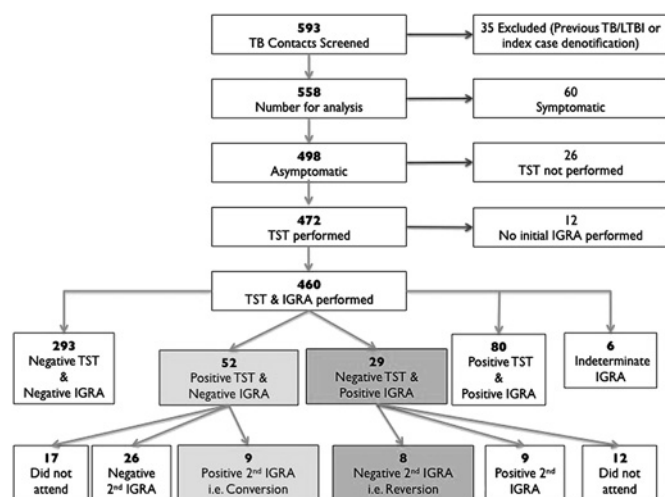 593
TB Contacts Screened
35 Excluded (Previous TB/LTBI or
index case denotification)
558
Number for analysis
60
Symptomatic
498
Asymptomatic
26
TST not performed
472
TST performed
12
No initial IGRA performed
460
TST & IGRA performed
293
Negative TST
&
Negative IGRA
52
Positive TST &
Negative IGRA
29
Negative TST &
Positive IGRA
80
Positive TST
&
Positive IGRA
6
Indeterminate
IGRA
17
Did not
attend
26
Negative
2nd IGRA
9
Positive 2nd IGRA
i.e. Conversion
8
Negative 2nd IGRA
i.e. Reversion
9
Positive 2nd
IGRA
12
Did not
attend